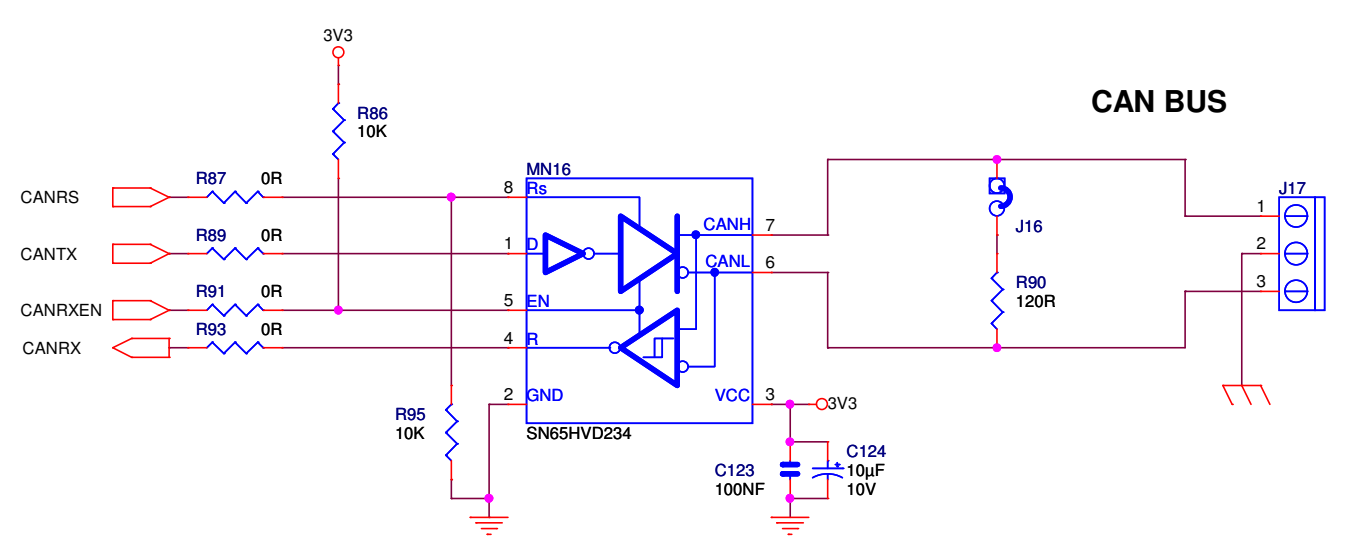 3V3
CAN BUS
R86
10K
MN16
R87 0R
CANRS
8 Rs
J17
1
R89 0R
CANH 7
J16
CANTX
1 D
2
CANL 6
R90
120R
3
R91 0R
CANRXEN
5 EN
R93 0R
CANRX
4 R
2 GND
VCC 3
3V3
R95
10K
SN65HVD234
C123
100NF
C124
10µF
10V